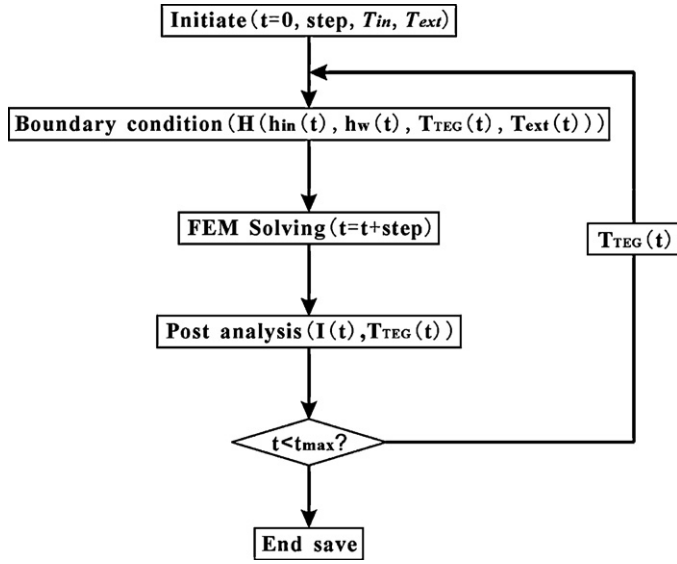 Initiate(t=0, step, Tin, Text)
Boundary condition(H(hin(t), hw(t), TTEG(t), Text(t)))
FEM Solving(t=t+step)
TTEG(t)
Post analysis(I(t),TTEG(t))
t<tmax?
End save